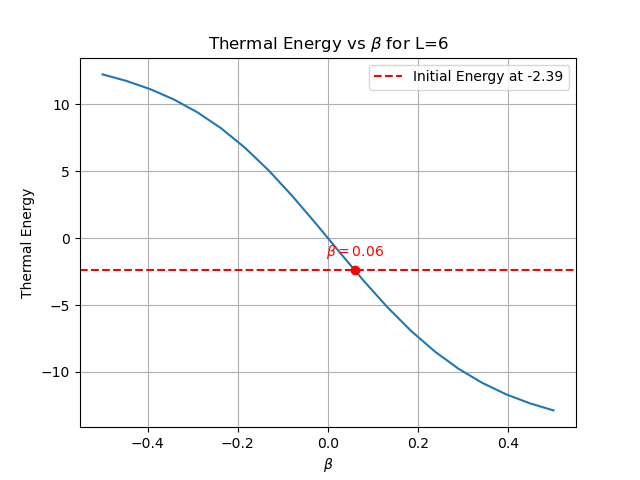 Thermal Energy vs β for L=6
Initial Energy at -2.39
10
5
0
−5
−10
Thermal Energy
β = 0.06
−0.4
−0.2
0.0
0.2
0.4
β